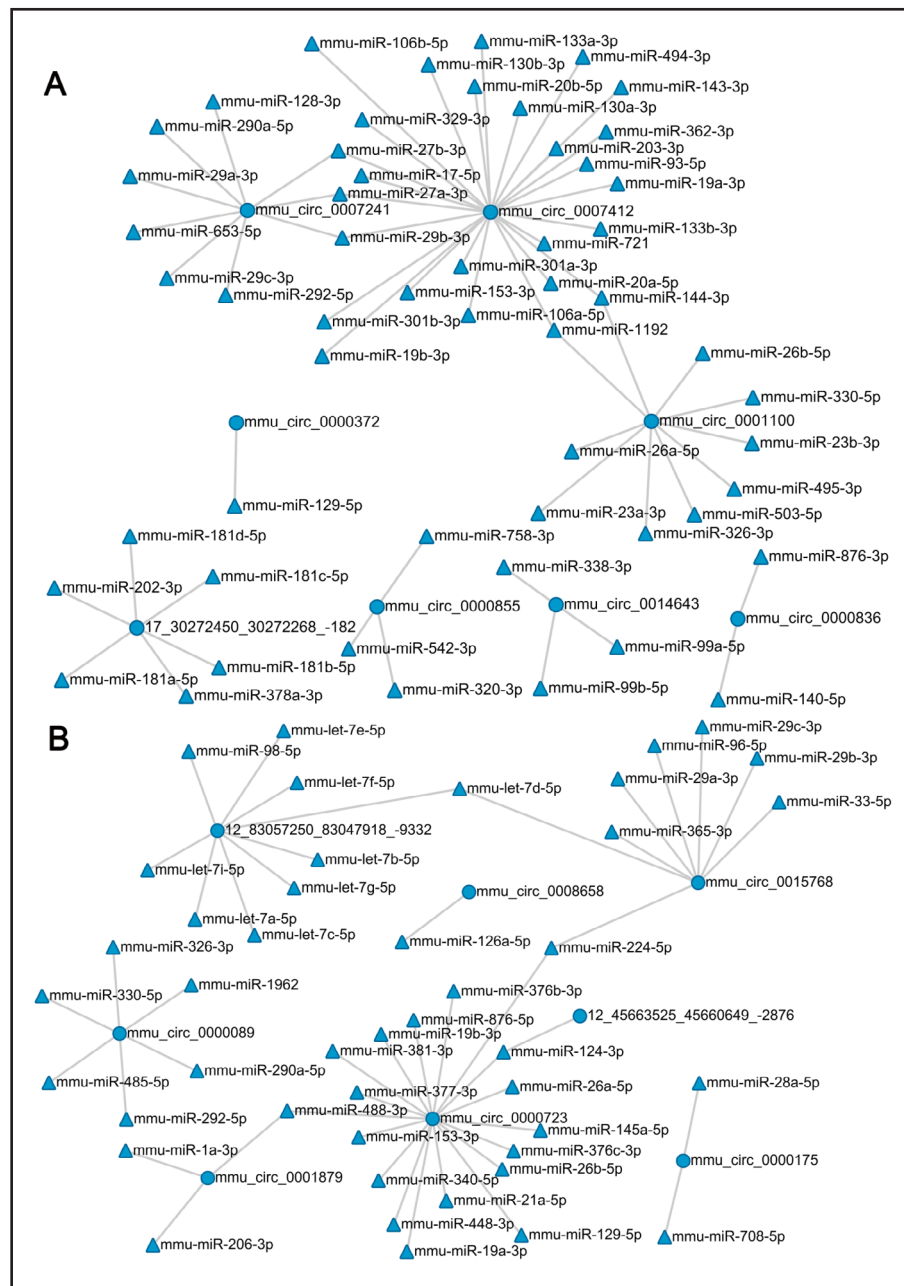 A
mmu-miR-106b-5p
mmu-miR-133a-3p
mmu-miR-130b-3p
mmu-miR-494-3p
mmu-miR-20b-5p
mmu-miR-143-3p
mmu-miR-128-3p
mmu-miR-130a-3p
mmu-miR-290a-5p
mmu-miR-329-3p
mmu-miR-362-3p
mmu-miR-27b-3p
mmu-miR-203-3p
mmu-miR-93-5p
mmu-miR-29a-3p
mmu-miR-17-5p
mmu-miR-19a-3p
mmu-miR-27a-3p
mmu_circ_0007241
mmu_circ_0007412
mmu-miR-653-5p
mmu-miR-29b-3p
mmu-miR-133b-3p
mmu-miR-721
mmu-miR-301a-3p
mmu-miR-29c-3p
mmu-miR-20a-5p
mmu-miR-292-5p
mmu-miR-153-3p
mmu-miR-144-3p
mmu-miR-301b-3p
mmu-miR-106a-5p
mmu-miR-1192
mmu-miR-19b-3p
mmu-miR-26b-5p
mmu-miR-330-5p
mmu_circ_0000372
mmu_circ_0001100
mmu-miR-23b-3p
mmu-miR-26a-5p
mmu-miR-495-3p
mmu-miR-129-5p
mmu-miR-23a-3p
mmu-miR-503-5p
mmu-miR-326-3p
mmu-miR-181d-5p
mmu-miR-758-3p
mmu-miR-876-3p
mmu-miR-338-3p
mmu-miR-181c-5p
mmu-miR-202-3p
mmu_circ_0000855
mmu_circ_0014643
mmu_circ_0000836
17_30272450_30272268_-182
mmu-miR-542-3p
mmu-miR-99a-5p
mmu-miR-181b-5p
mmu-miR-181a-5p
mmu-miR-320-3p
mmu-miR-99b-5p
mmu-miR-378a-3p
mmu-miR-140-5p
B
mmu-let-7e-5p
mmu-miR-29c-3p
mmu-miR-98-5p
mmu-miR-96-5p
mmu-miR-29b-3p
mmu-let-7f-5p
mmu-let-7d-5p
mmu-miR-29a-3p
mmu-miR-33-5p
12_83057250_83047918_-9332
mmu-miR-365-3p
mmu-let-7b-5p
mmu-let-7i-5p
mmu-let-7g-5p
mmu_circ_0015768
mmu_circ_0008658
mmu-let-7a-5p
mmu-let-7c-5p
mmu-miR-126a-5p
mmu-miR-326-3p
mmu-miR-224-5p
mmu-miR-1962
mmu-miR-376b-3p
mmu-miR-330-5p
12_45663525_45660649_-2876
mmu-miR-876-5p
mmu_circ_0000089
mmu-miR-19b-3p
mmu-miR-381-3p
mmu-miR-124-3p
mmu-miR-290a-5p
mmu-miR-485-5p
mmu-miR-377-3p
mmu-miR-26a-5p
mmu-miR-28a-5p
mmu-miR-488-3p
mmu-miR-292-5p
mmu_circ_0000723
mmu-miR-145a-5p
mmu-miR-153-3p
mmu-miR-1a-3p
mmu-miR-376c-3p
mmu_circ_0000175
mmu-miR-26b-5p
mmu_circ_0001879
mmu-miR-340-5p
mmu-miR-21a-5p
mmu-miR-448-3p
mmu-miR-129-5p
mmu-miR-708-5p
mmu-miR-206-3p
mmu-miR-19a-3p